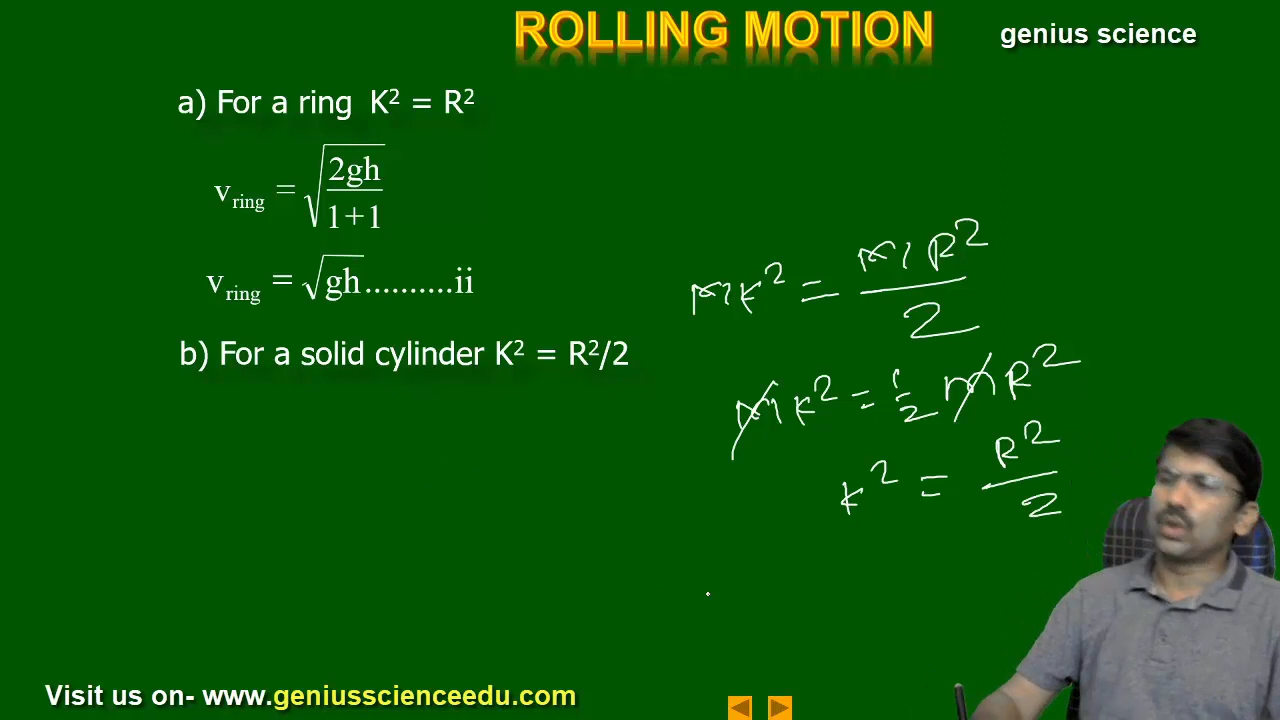 ROLLING MOTION
genius science
a) For a ring K² = R²
v_ring = √(2gh / 1+1)
v_ring = √gh..........ii
b) For a solid cylinder K² = R²/2
MK² = MR² / 2
MK² = 1/2 MR²
K² = R² / 2
Visit us on- www.geniusscienceedu.com